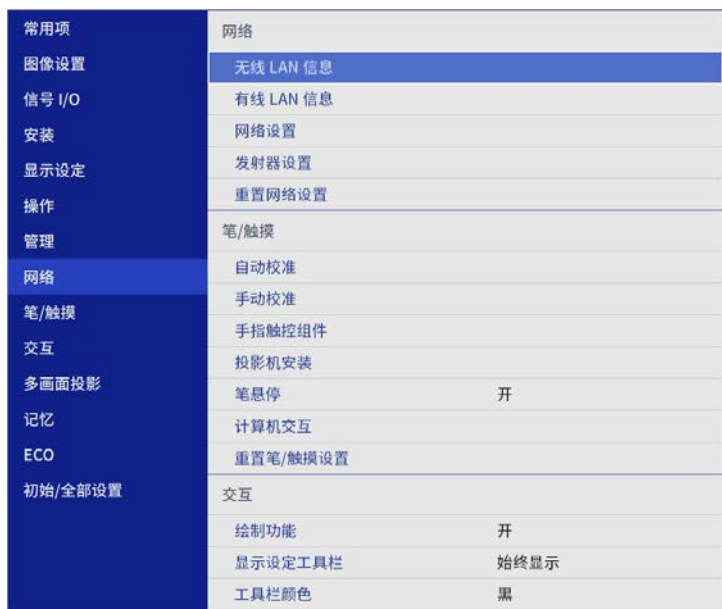 常用项
图像设置
信号 I/O
安装
显示设定
操作
管理
网络
笔/触摸
交互
多画面投影
记忆
ECO
初始/全部设置
网络
无线 LAN 信息
有线 LAN 信息
网络设置
发射器设置
重置网络设置
笔/触摸
自动校准
手动校准
手指触控组件
投影机安装
笔悬停 开
计算机交互
重置笔/触摸设置
交互
绘制功能 开
显示设定工具栏 始终显示
工具栏颜色 黑